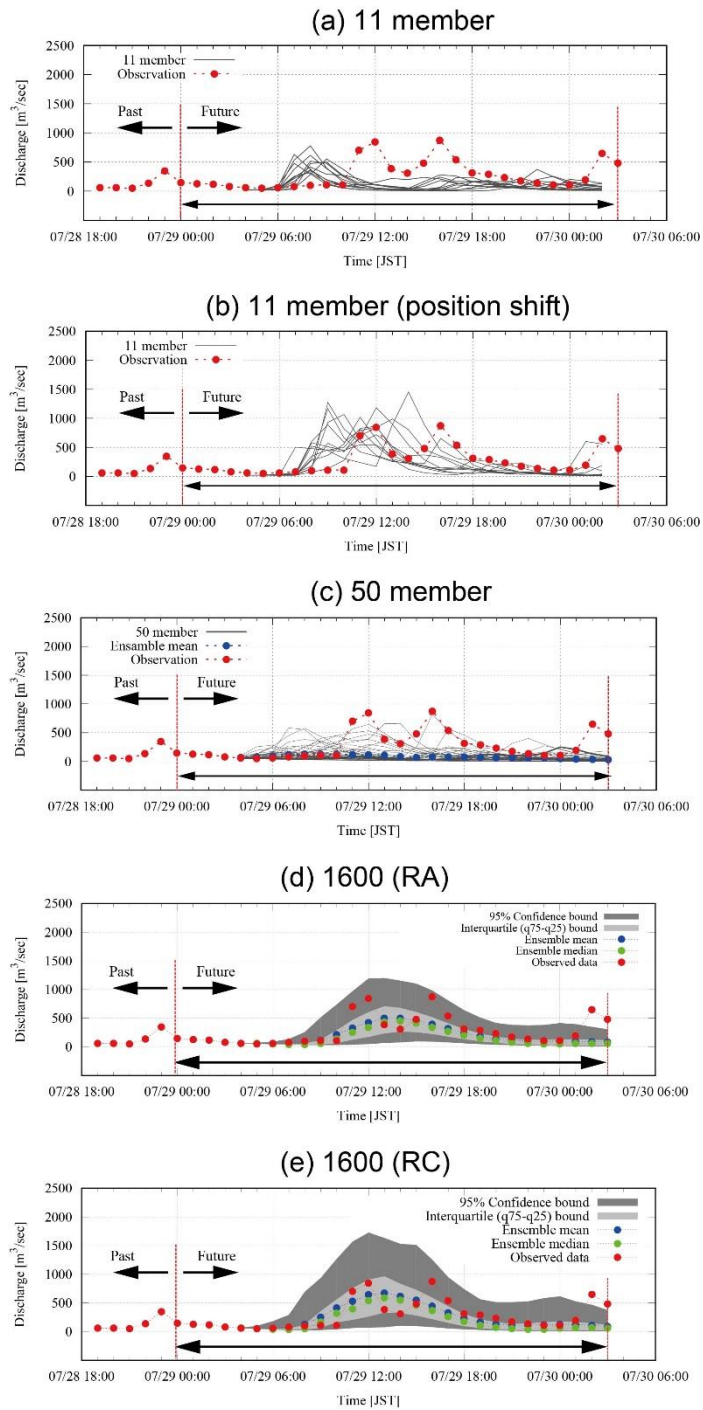 (a) 11 member
2500
2000
1500
1000
500
0
Discharge [m³/sec]
11 member
Observation
Past
Future
07/28 18:00 07/29 00:00 07/29 06:00 07/29 12:00 07/29 18:00 07/30 00:00 07/30 06:00
Time [JST]
(b) 11 member (position shift)
2500
2000
1500
1000
500
0
Discharge [m³/sec]
11 member
Observation
Past
Future
07/28 18:00 07/29 00:00 07/29 06:00 07/29 12:00 07/29 18:00 07/30 00:00 07/30 06:00
Time [JST]
(c) 50 member
2500
2000
1500
1000
500
0
Discharge [m³/sec]
50 member
Ensamble mean
Observation
Past
Future
07/28 18:00 07/29 00:00 07/29 06:00 07/29 12:00 07/29 18:00 07/30 00:00 07/30 06:00
Time [JST]
(d) 1600 (RA)
2500
2000
1500
1000
500
0
Discharge [m³/sec]
95% Confidence bound
Interquartile (q75-q25) bound
Ensemble mean
Ensemble median
Observed data
Past
Future
07/28 18:00 07/29 00:00 07/29 06:00 07/29 12:00 07/29 18:00 07/30 00:00 07/30 06:00
Time [JST]
(e) 1600 (RC)
2500
2000
1500
1000
500
0
Discharge [m³/sec]
95% Confidence bound
Interquartile (q75-q25) bound
Ensemble mean
Ensemble median
Observed data
Past
Future
07/28 18:00 07/29 00:00 07/29 06:00 07/29 12:00 07/29 18:00 07/30 00:00 07/30 06:00
Time [JST]